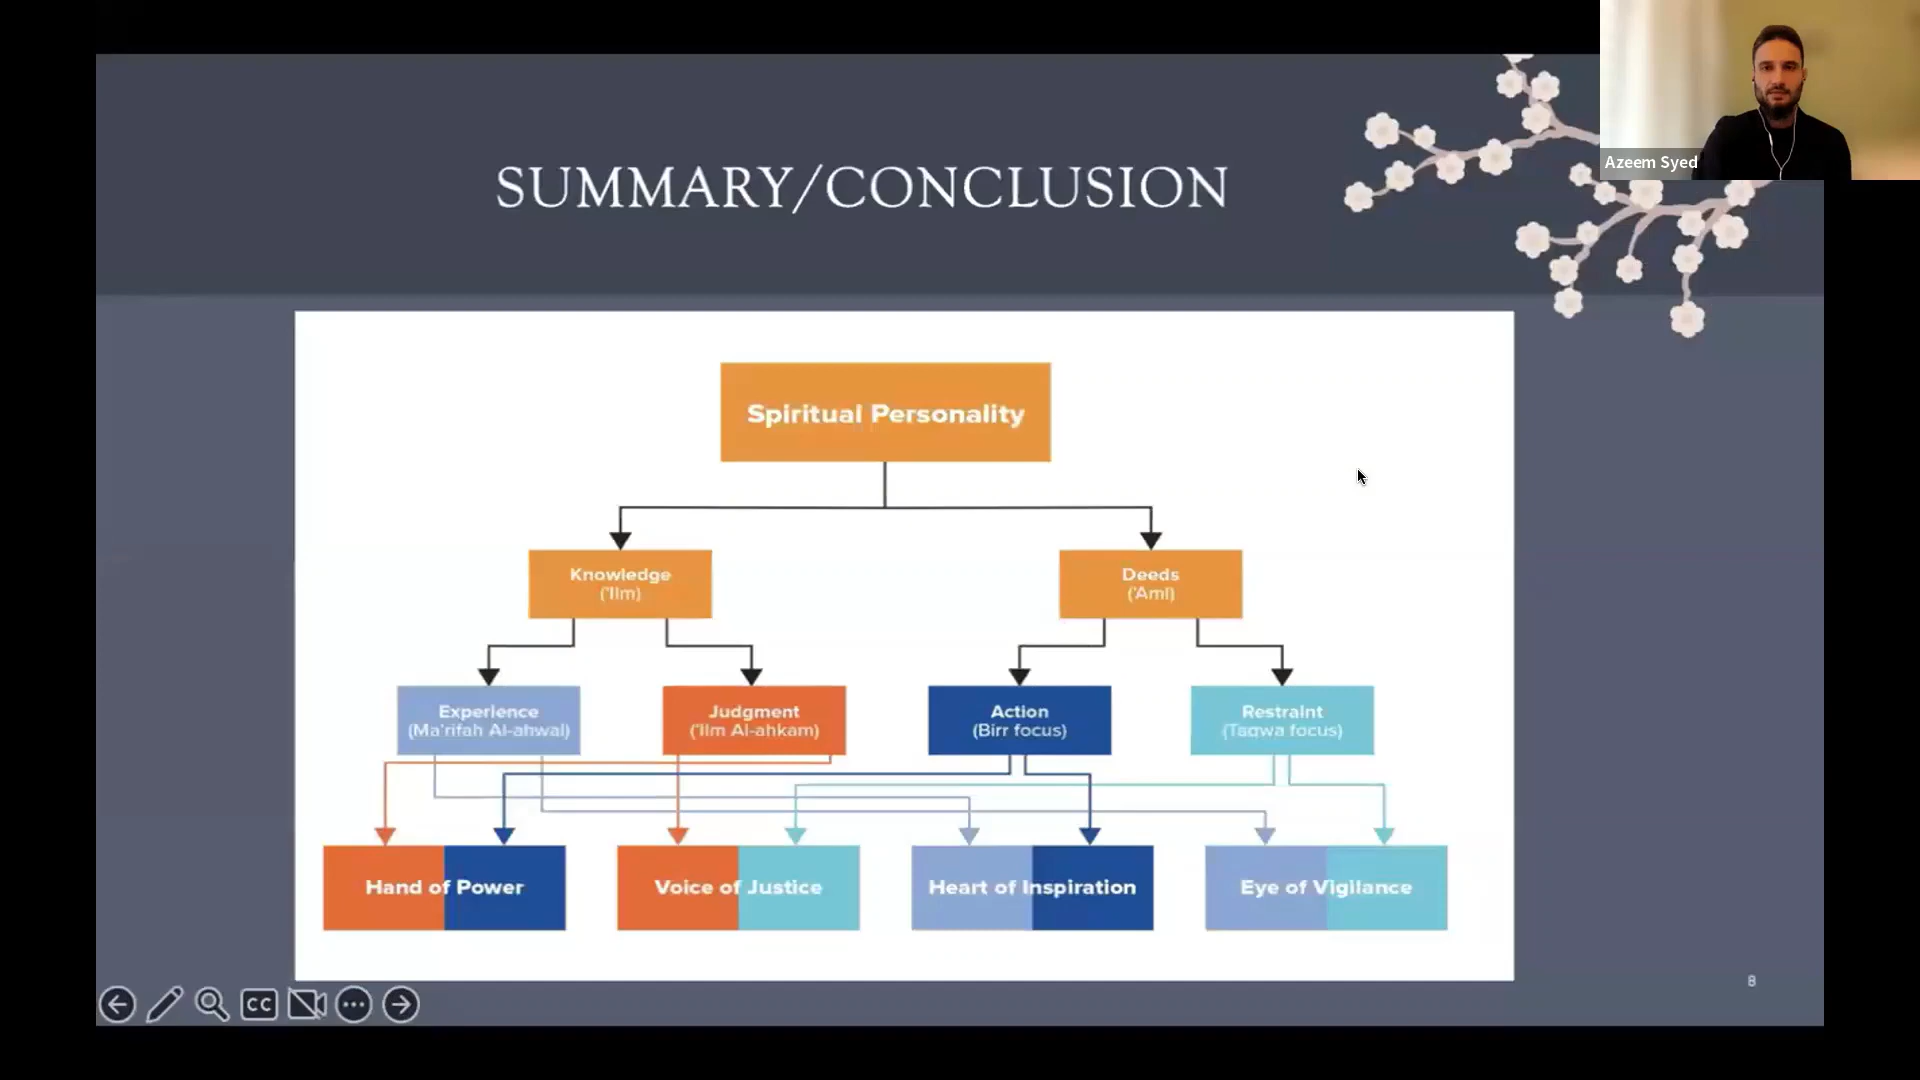 Azeem Syed
SUMMARY/CONCLUSION
Spiritual Personality
Knowledge
('Ilm)
Deeds
('Aml)
Experience
(Ma'rifah Al-ahwal)
Judgment
('Ilm Al-ahkam)
Action
(Birr focus)
Restraint
(Taqwa focus)
Hand of Power
Voice of Justice
Heart of Inspiration
Eye of Vigilance
8
CC